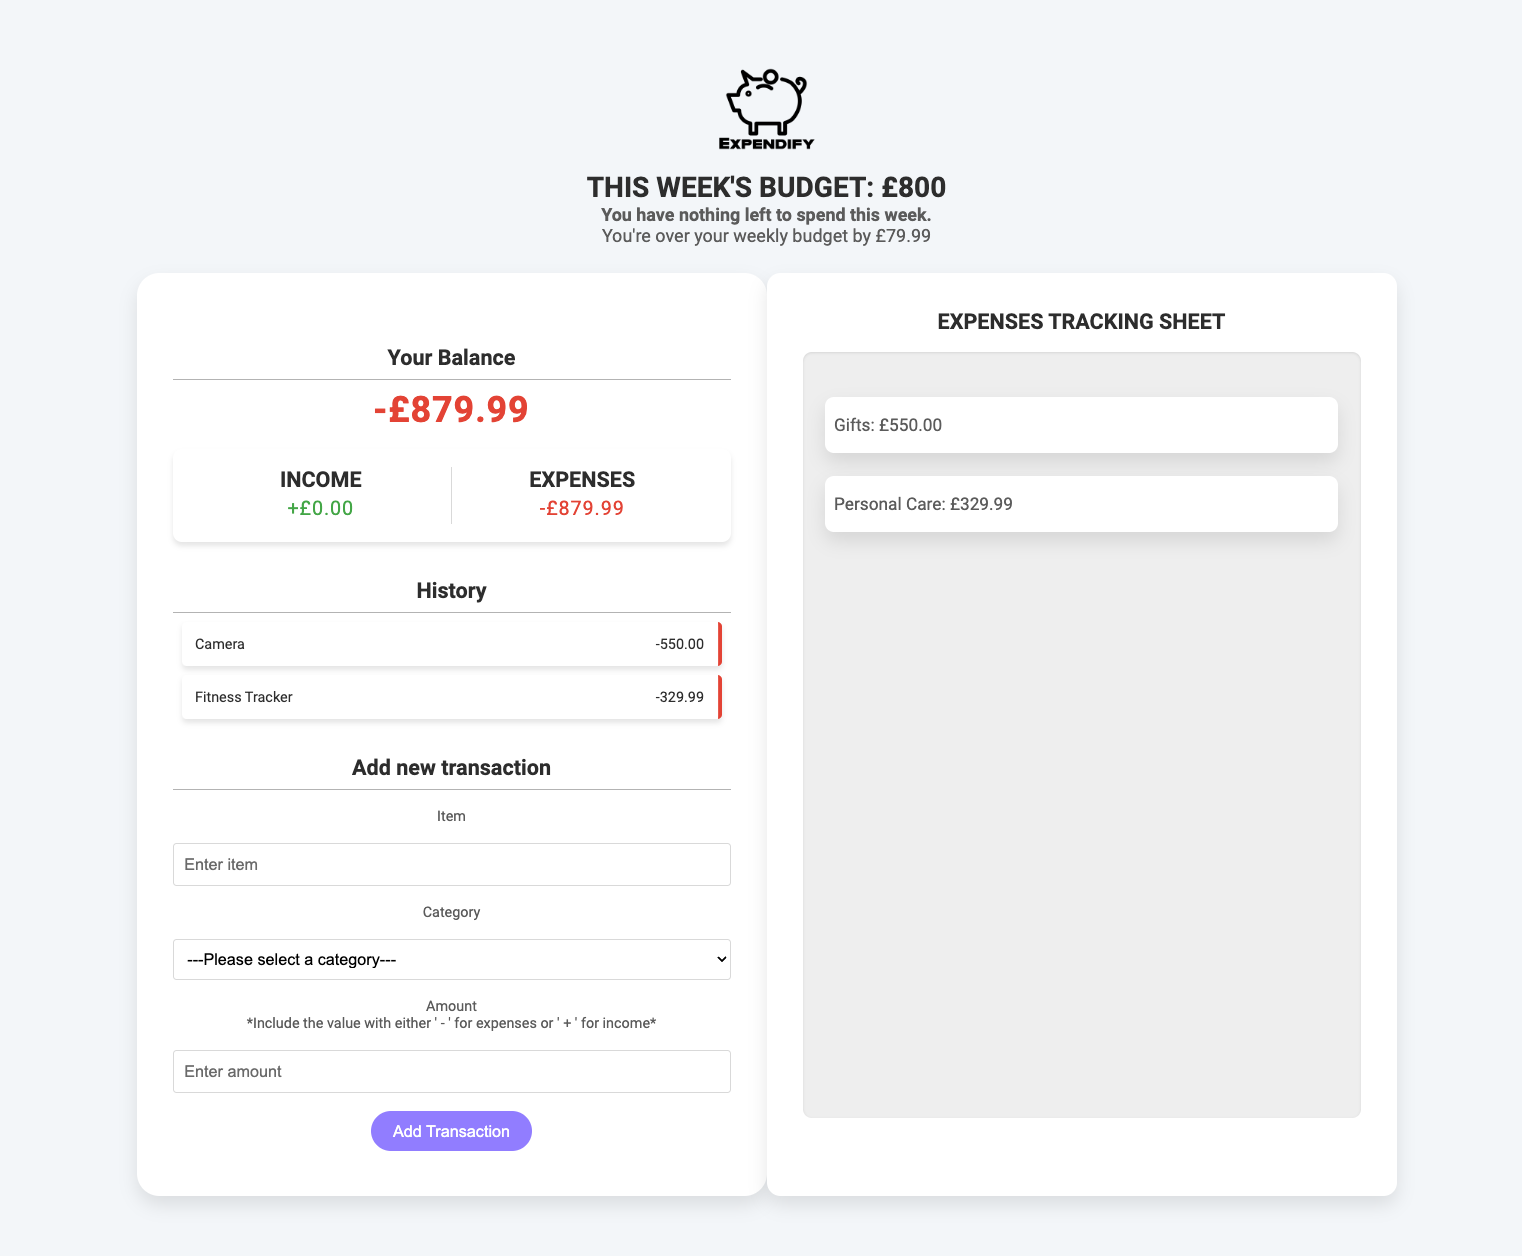 EXPENDIFY
THIS WEEK'S BUDGET: £800
You have nothing left to spend this week.
You're over your weekly budget by £79.99
Your Balance
-£879.99
INCOME
+£0.00
EXPENSES
-£879.99
History
Camera -550.00
Fitness Tracker -329.99
Add new transaction
Item
Enter item
Category
---Please select a category---
Amount
*Include the value with either ' - ' for expenses or ' + ' for income*
Enter amount
Add Transaction
EXPENSES TRACKING SHEET
Gifts: £550.00
Personal Care: £329.99